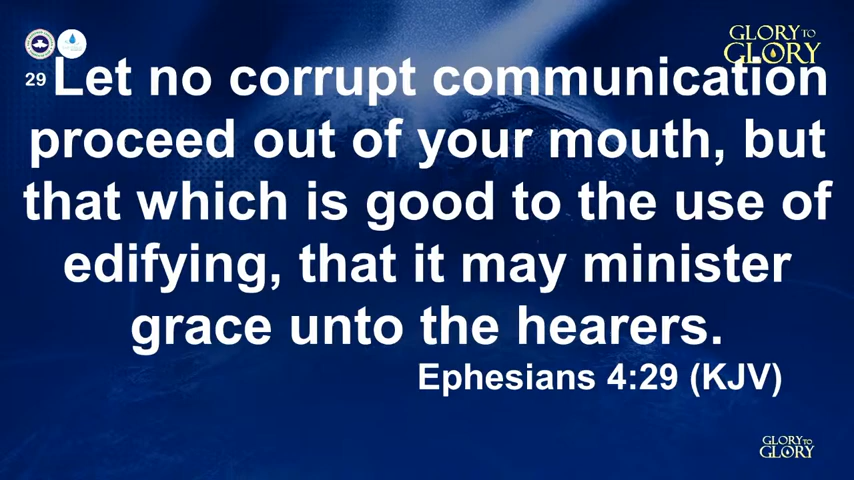 GLORY TO
GLORY
29 Let no corrupt communication
proceed out of your mouth, but
that which is good to the use of
edifying, that it may minister
grace unto the hearers.
Ephesians 4:29 (KJV)
GLORY TO
GLORY